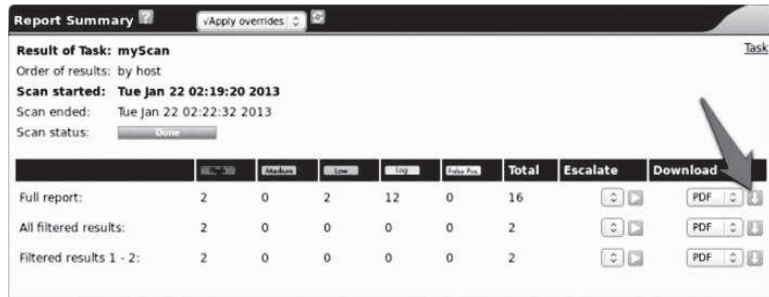 Report Summary ? √Apply overrides
Result of Task: myScan Task
Order of results: by host
Scan started: Tue Jan 22 02:19:20 2013
Scan ended: Tue Jan 22 02:22:32 2013
Scan status: Done
High Medium Low Log False Pos. Total Escalate Download
Full report: 2 0 2 12 0 16 PDF
All filtered results: 2 0 0 0 0 2 PDF
Filtered results 1 - 2: 2 0 0 0 0 2 PDF